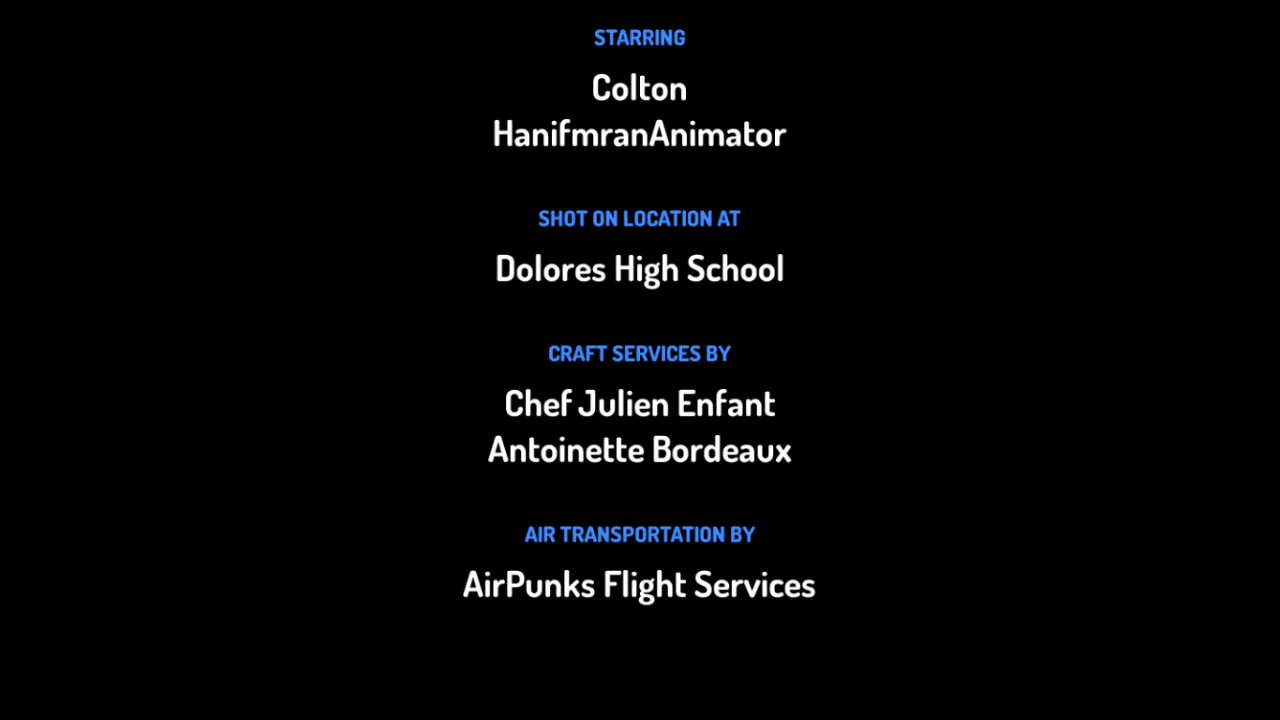 STARRING
Colton
HanifmranAnimator
SHOT ON LOCATION AT
Dolores High School
CRAFT SERVICES BY
Chef Julien Enfant
Antoinette Bordeaux
AIR TRANSPORTATION BY
AirPunks Flight Services